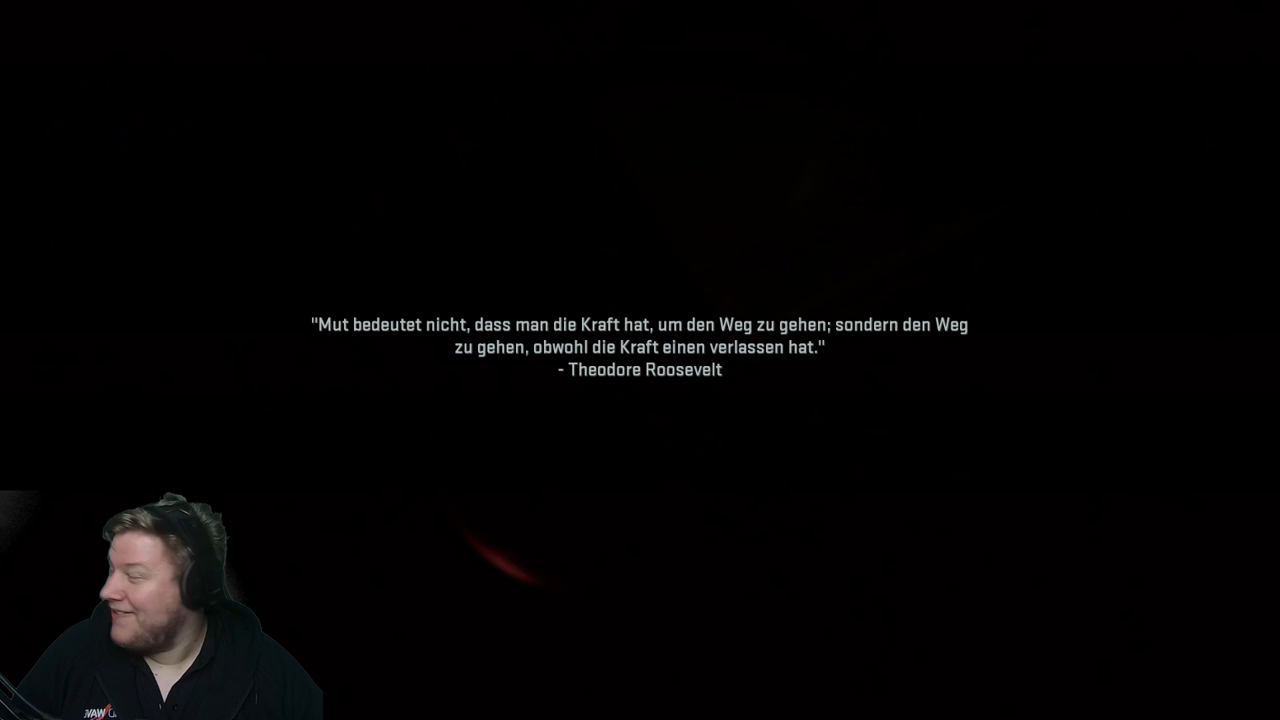 "Mut bedeutet nicht, dass man die Kraft hat, um den Weg zu gehen; sondern den Weg
zu gehen, obwohl die Kraft einen verlassen hat."
- Theodore Roosevelt